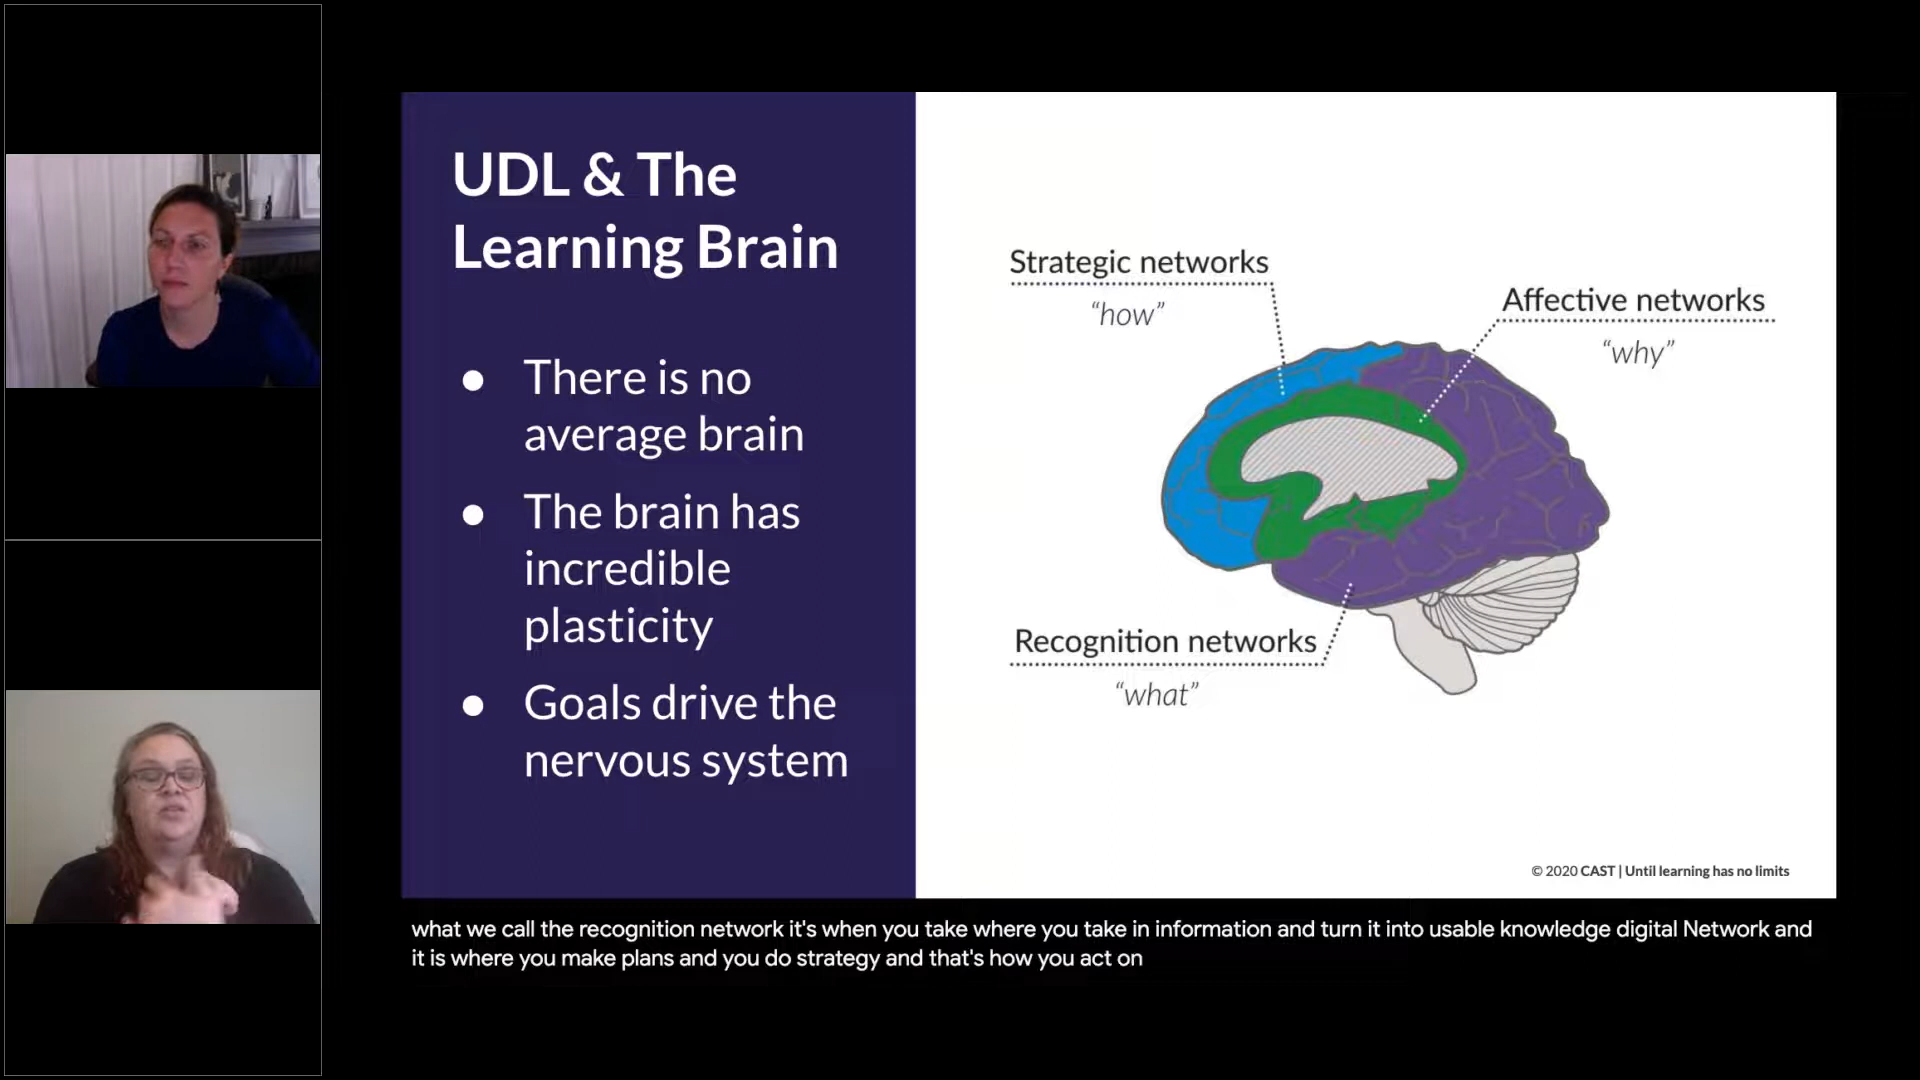 UDL & The
Learning Brain
● There is no
average brain
● The brain has
incredible
plasticity
● Goals drive the
nervous system
Strategic networks
“how”
Affective networks
“why”
Recognition networks
“what”
© 2020 CAST | Until learning has no limits
what we call the recognition network it's when you take where you take in information and turn it into usable knowledge digital Network and
it is where you make plans and you do strategy and that's how you act on